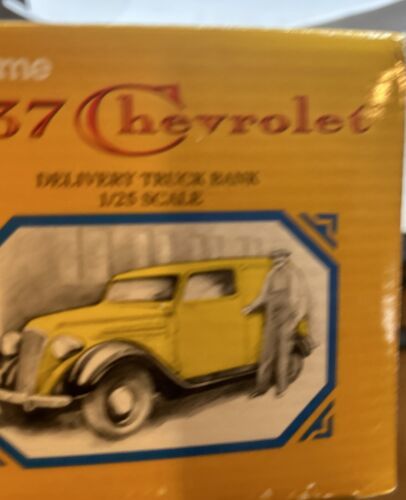 me
37 Chevrolet
DELIVERY TRUCK BANK
1/25 SCALE